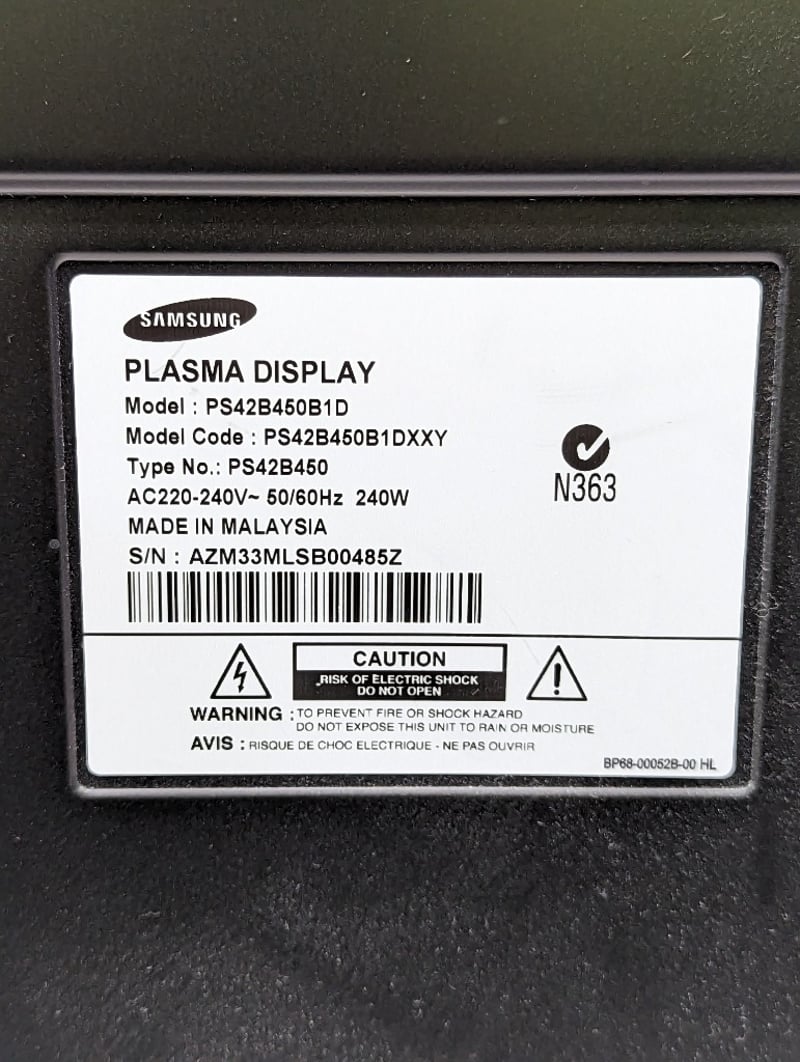 SAMSUNG
PLASMA DISPLAY
Model : PS42B450B1D
Model Code : PS42B450B1DXXY
Type No.: PS42B450
AC220-240V~ 50/60Hz 240W
MADE IN MALAYSIA
S/N : AZM33MLSB00485Z
N363
CAUTION
RISK OF ELECTRIC SHOCK
DO NOT OPEN
WARNING : TO PREVENT FIRE OR SHOCK HAZARD
DO NOT EXPOSE THIS UNIT TO RAIN OR MOISTURE
AVIS : RISQUE DE CHOC ELECTRIQUE - NE PAS OUVRIR
BP68-00052B-00 HL